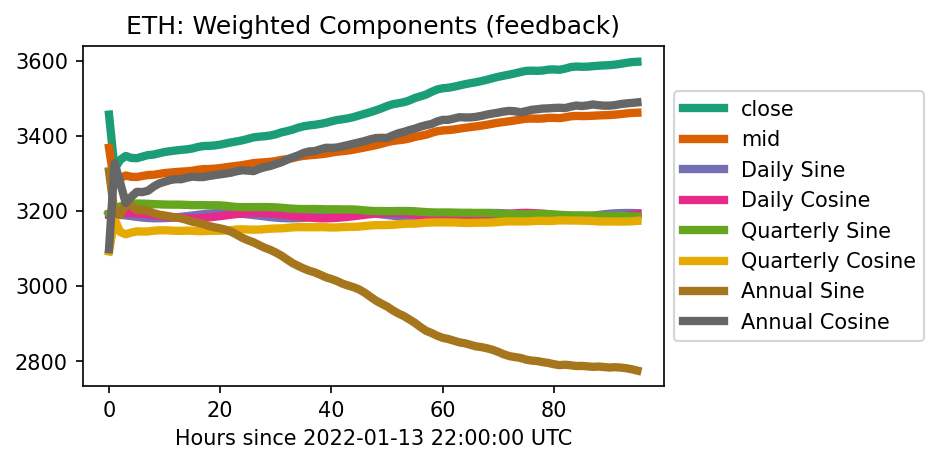 ETH: Weighted Components (feedback)
3600
3400
3200
3000
2800
0 20 40 60 80
Hours since 2022-01-13 22:00:00 UTC
close
mid
Daily Sine
Daily Cosine
Quarterly Sine
Quarterly Cosine
Annual Sine
Annual Cosine